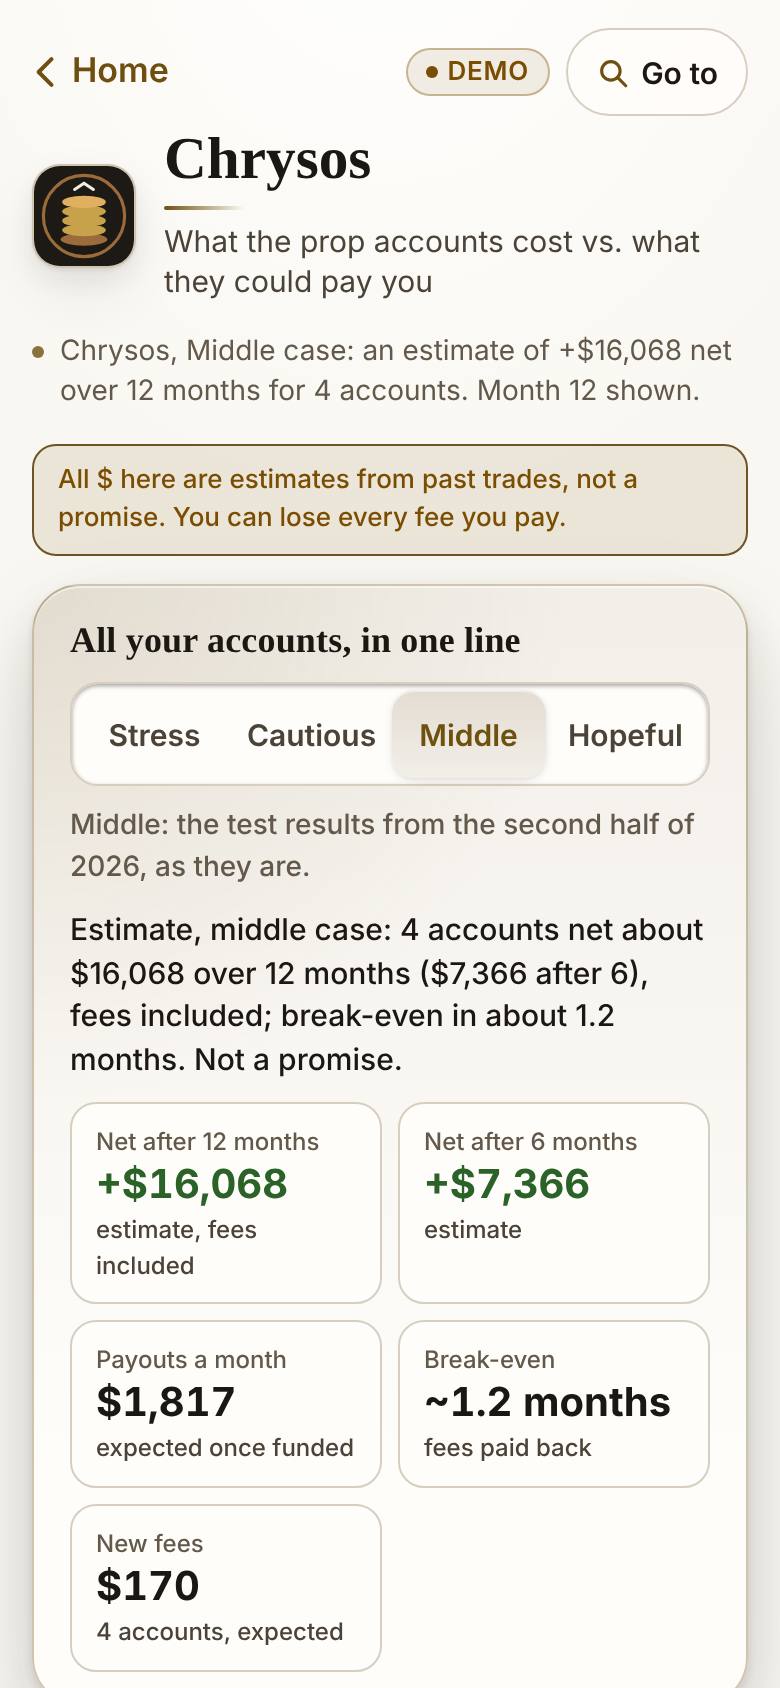 Home
DEMO
Go to
Chrysos
What the prop accounts cost vs. what
they could pay you
Chrysos, Middle case: an estimate of +$16,068 net
over 12 months for 4 accounts. Month 12 shown.
All $ here are estimates from past trades, not a
promise. You can lose every fee you pay.
All your accounts, in one line
Stress Cautious Middle Hopeful
Middle: the test results from the second half of
2026, as they are.
Estimate, middle case: 4 accounts net about
$16,068 over 12 months ($7,366 after 6),
fees included; break-even in about 1.2
months. Not a promise.
Net after 12 months
+$16,068
estimate, fees
included
Net after 6 months
+$7,366
estimate
Payouts a month
$1,817
expected once funded
Break-even
~1.2 months
fees paid back
New fees
$170
4 accounts, expected